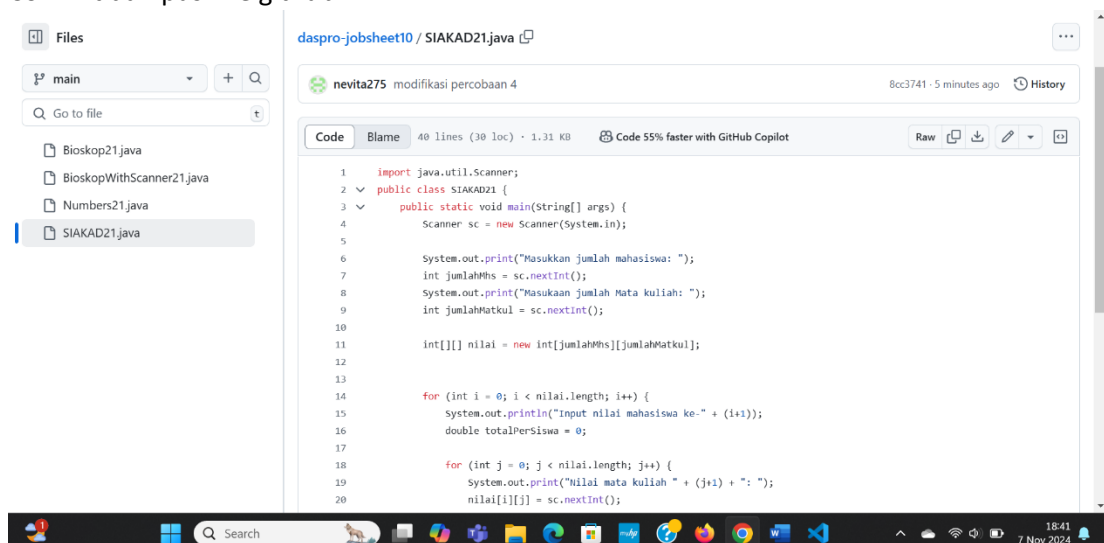 Files
daspro-jobsheet10 / SIAKAD21.java
main
nevita275 modifikasi percobaan 4
8cc3741 · 5 minutes ago
History
Go to file
t
Code
Blame
40 lines (30 loc) · 1.31 KB
Code 55% faster with GitHub Copilot
Raw
Bioskop21.java
BioskopWithScanner21.java
Numbers21.java
SIAKAD21.java
1 import java.util.Scanner;
2 public class SIAKAD21 {
3 public static void main(String[] args) {
4 Scanner sc = new Scanner(System.in);
5
6 System.out.print("Masukkan jumlah mahasiswa: ");
7 int jumlahMhs = sc.nextInt();
8 System.out.print("Masukaan jumlah Mata kuliah: ");
9 int jumlahMatkul = sc.nextInt();
10
11 int[][] nilai = new int[jumlahMhs][jumlahMatkul];
12
13
14 for (int i = 0; i < nilai.length; i++) {
15 System.out.println("Input nilai mahasiswa ke-" + (i+1));
16 double totalPerSiswa = 0;
17
18 for (int j = 0; j < nilai.length; j++) {
19 System.out.print("Nilai mata kuliah " + (j+1) + ": ");
20 nilai[i][j] = sc.nextInt();
Search
18:41
7 Nov 2024